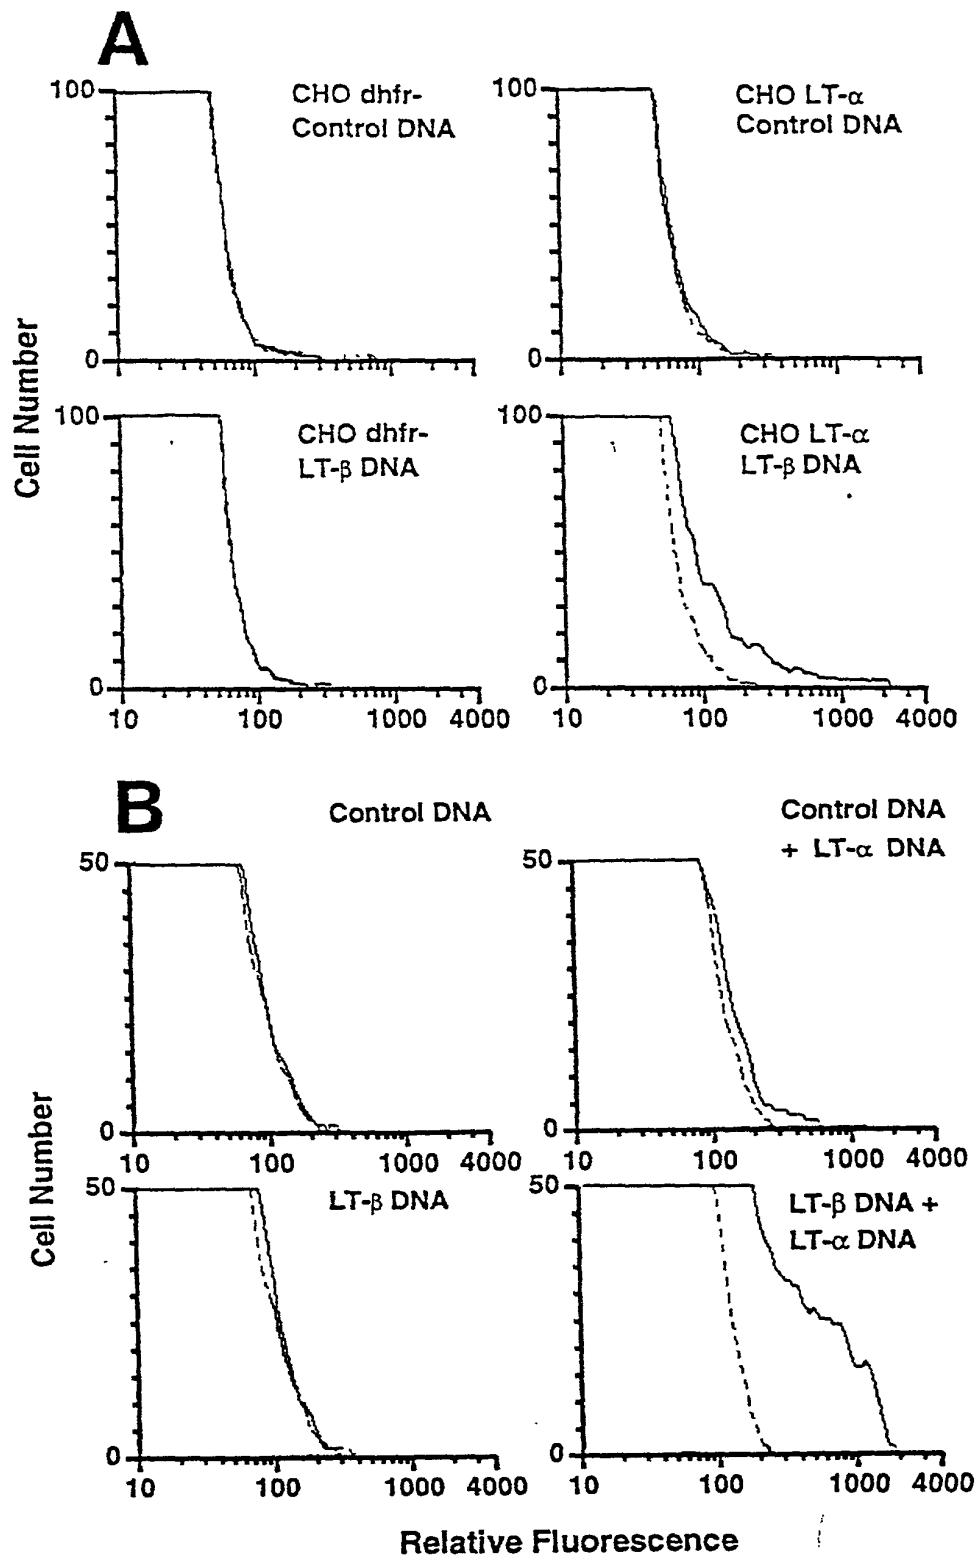 A
100
CHO dhfr-
Control DNA
0
100
CHO LT-α
Control DNA
0
Cell Number
100
CHO dhfr-
LT-β DNA
0
10 100 1000 4000
100
CHO LT-α
LT-β DNA
0
10 100 1000 4000
B
Control DNA
50
0
10 100 1000 4000
Control DNA
+ LT-α DNA
50
0
10 100 1000 4000
Cell Number
50
LT-β DNA
0
10 100 1000 4000
50
LT-β DNA +
LT-α DNA
0
10 100 1000 4000
Relative Fluorescence